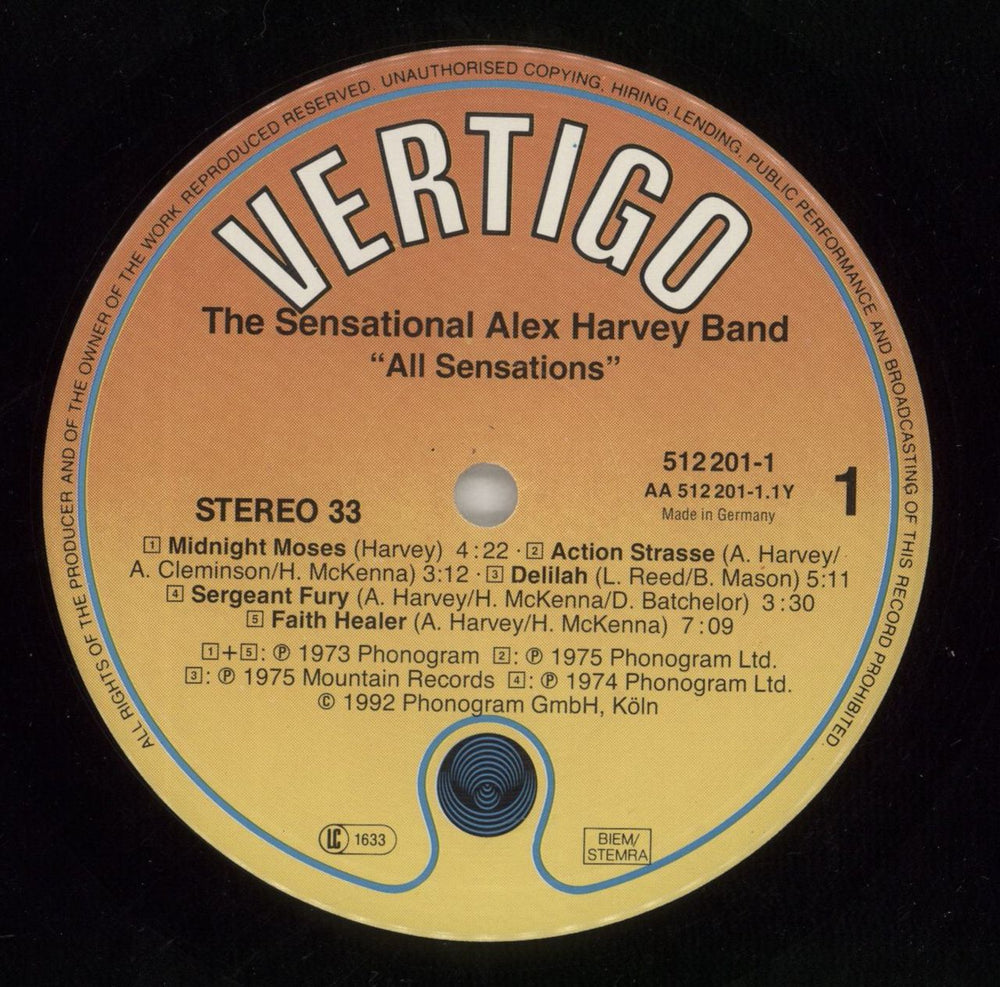 ALL RIGHTS OF THE PRODUCER AND OF THE OWNER OF THE WORK REPRODUCED RESERVED. UNAUTHORISED COPYING, HIRING, LENDING, PUBLIC PERFORMANCE AND BROADCASTING OF THIS RECORD PROHIBITED.
VERTIGO
The Sensational Alex Harvey Band
“All Sensations”
512 201-1
AA 512 201-1.1Y
Made in Germany
1
STEREO 33
1 Midnight Moses (Harvey) 4:22 · 2 Action Strasse (A. Harvey/
A. Cleminson/H. McKenna) 3:12 · 3 Delilah (L. Reed/B. Mason) 5:11
4 Sergeant Fury (A. Harvey/H. McKenna/D. Batchelor) 3:30
5 Faith Healer (A. Harvey/H. McKenna) 7:09
1+5: ℗ 1973 Phonogram 2: ℗ 1975 Phonogram Ltd.
3: ℗ 1975 Mountain Records 4: ℗ 1974 Phonogram Ltd.
© 1992 Phonogram GmbH, Köln
LC 1633
BIEM/
STEMRA